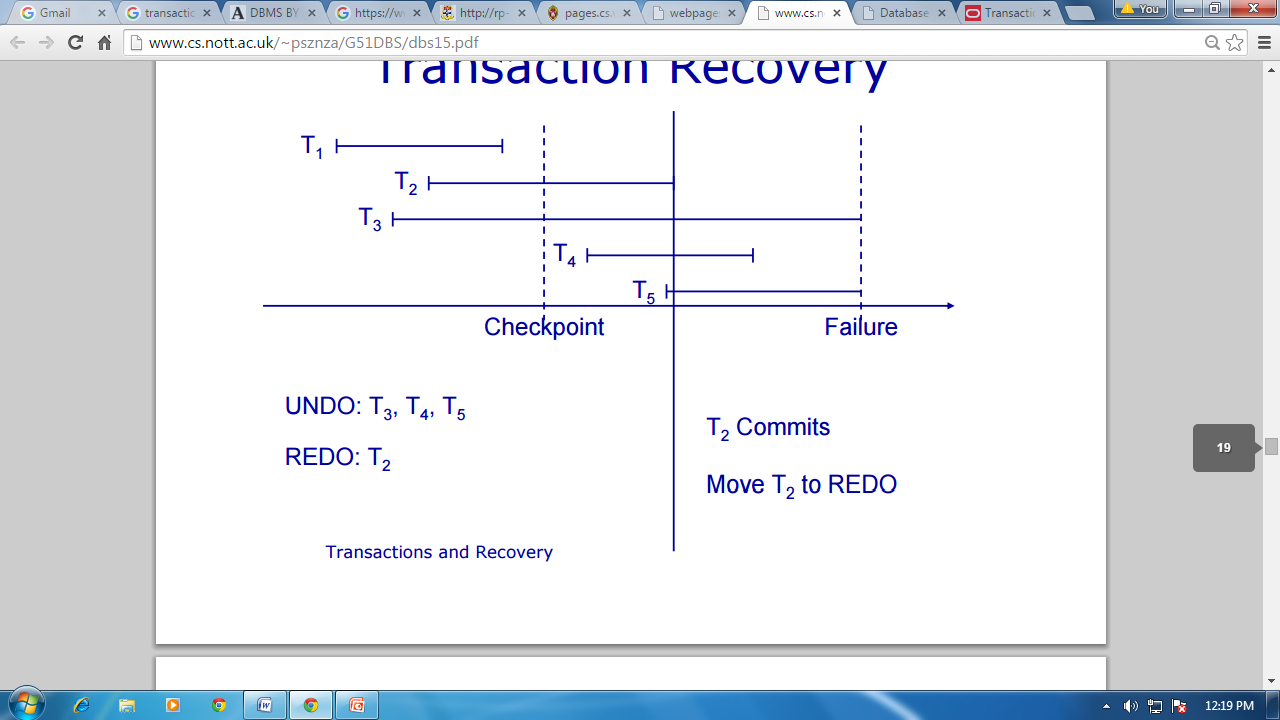 Gmail
transactic
DBMS BY
https://ww
http://rp-
pages.cs.
webpage
www.cs.n
Database
Transactio
You
www.cs.nott.ac.uk/~psznza/G51DBS/dbs15.pdf
Transaction Recovery
T1
T2
T3
T4
T5
Checkpoint
Failure
UNDO: T3, T4, T5
REDO: T2
T2 Commits
Move T2 to REDO
Transactions and Recovery
19
12:19 PM